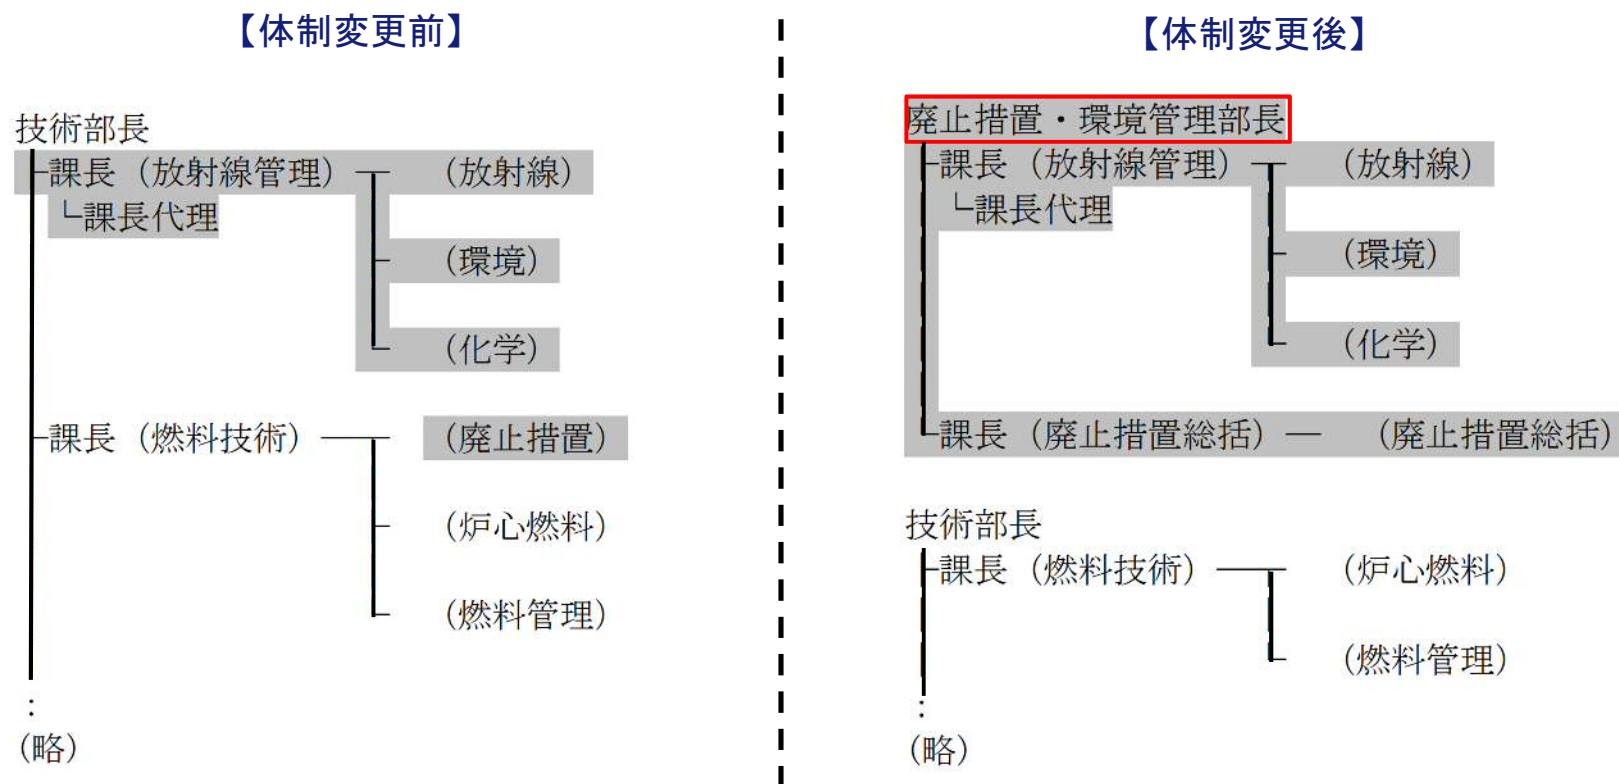 【体制変更前】
技術部長
課長（放射線管理） （放射線）
課長代理
（環境）
（化学）
課長（燃料技術） （廃止措置）
（炉心燃料）
（燃料管理）
：
（略）
【体制変更後】
廃止措置・環境管理部長
課長（放射線管理） （放射線）
課長代理
（環境）
（化学）
課長（廃止措置総括） （廃止措置総括）
技術部長
課長（燃料技術） （炉心燃料）
（燃料管理）
：
（略）